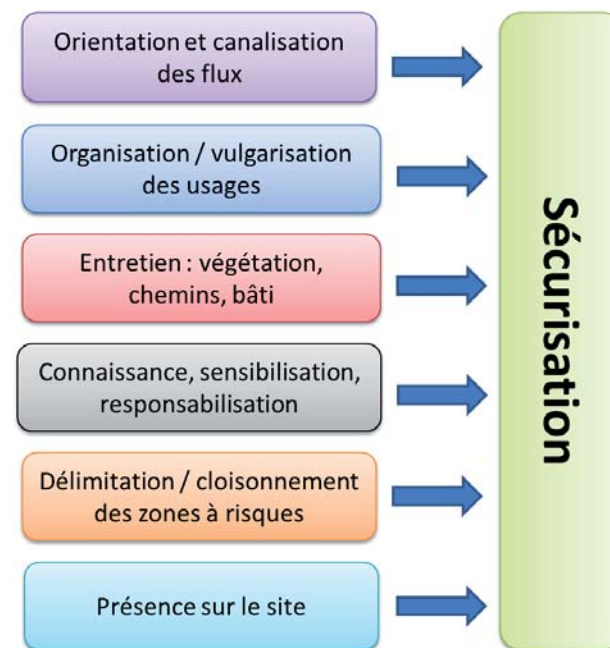 Orientation et canalisation
des flux
Organisation / vulgarisation
des usages
Entretien : végétation,
chemins, bâti
Connaissance, sensibilisation,
responsabilisation
Délimitation / cloisonnement
des zones à risques
Présence sur le site
Sécurisation